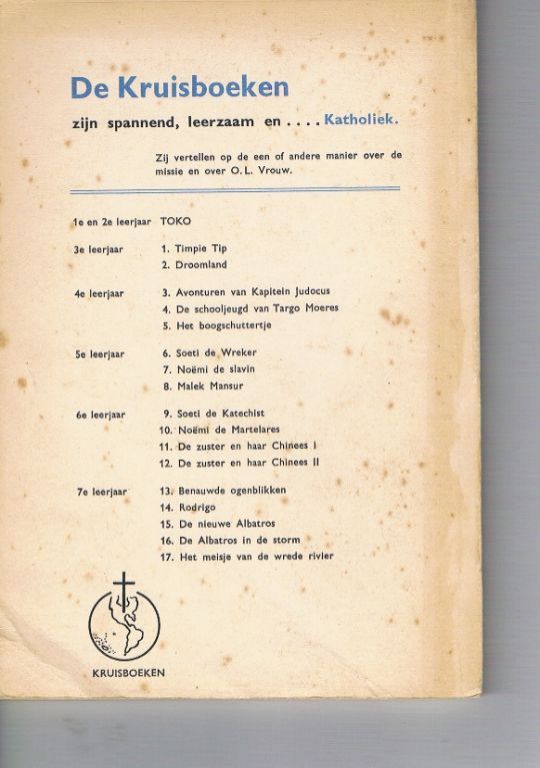 De Kruisboeken
zijn spannend, leerzaam en .... Katholiek.
Zij vertellen op de een of andere manier over de
missie en over O.L. Vrouw.
1e en 2e leerjaar TOKO
3e leerjaar 1. Timpie Tip
2. Droomland
4e leerjaar 3. Avonturen van Kapitein Judocus
4. De schooljeugd van Targo Moeres
5. Het boogschuttertje
5e leerjaar 6. Soeti de Wreker
7. Noëmi de slavin
8. Malek Mansur
6e leerjaar 9. Soeti de Katechist
10. Noëmi de Martelares
11. De zuster en haar Chinees I
12. De zuster en haar Chinees II
7e leerjaar 13. Benauwde ogenblikken
14. Rodrigo
15. De nieuwe Albatros
16. De Albatros in de storm
17. Het meisje van de wrede rivier
KRUISBOEKEN